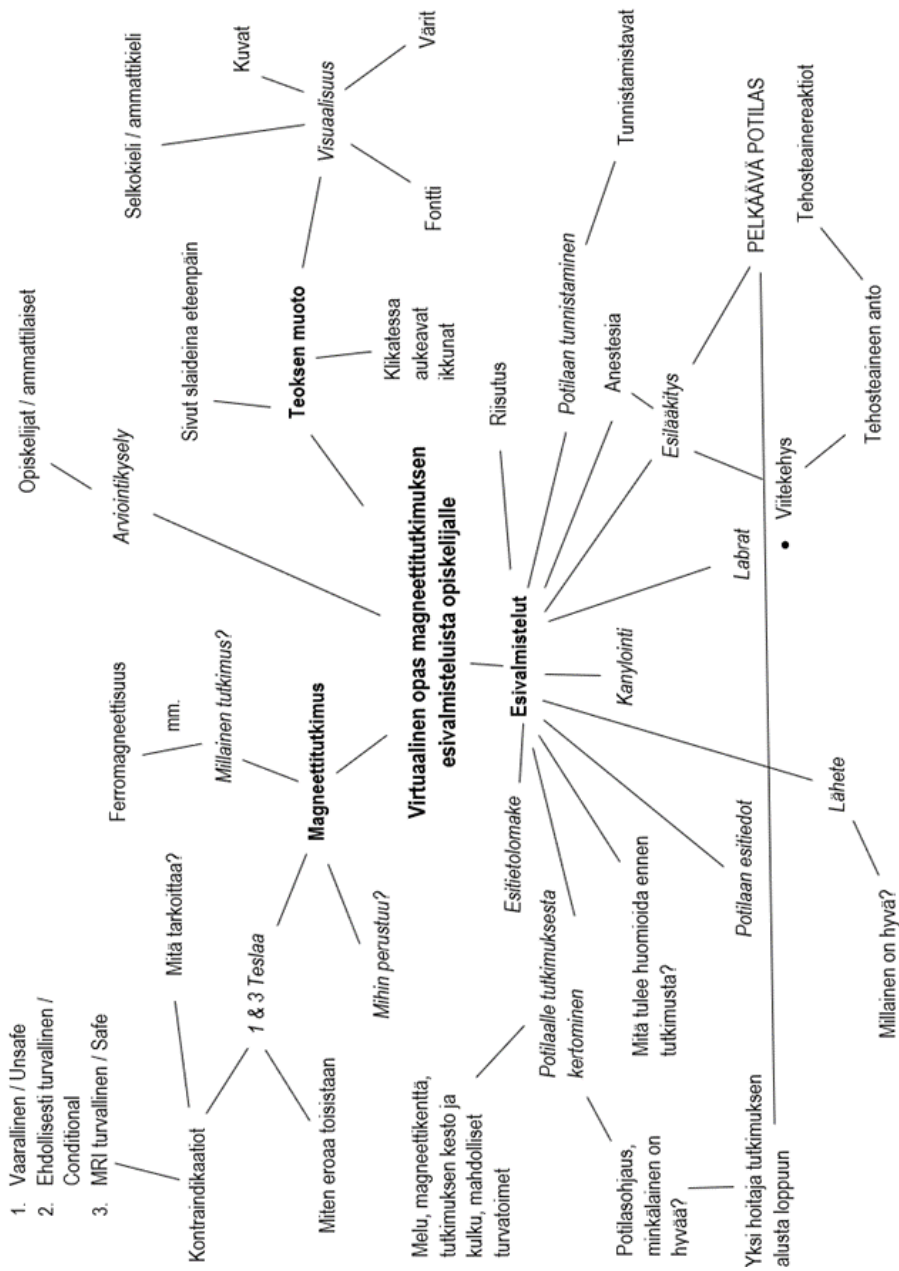 1. Vaarallinen / Unsafe
2. Ehdollisesti turvallinen /
Conditional
3. MRI turvallinen / Safe
Kontraindikaatiot
Mitä tarkoittaa?
1 & 3 Teslaa
Miten eroaa toisistaan
Mihin perustuu?
Magneettitutkimus
Millainen tutkimus?
mm.
Ferromagneettisuus
Opiskelijat / ammattilaiset
Arviointikysely
Sivut slaideina eteenpäin
Teoksen muoto
Klikatessa
aukeavat
ikkunat
Selkokieli / ammattikieli
Kuvat
Visuaalisuus
Värit
Fontti
Virtuaalinen opas magneettitutkimuksen
esivalmisteluista opiskelijalle
Esivalmistelut
Esitietolomake
Potilaalle tutkimuksesta
kertominen
Melu, magneettikenttä,
tutkimuksen kesto ja
kulku, mahdolliset
turvatoimet
Potilasohjaus,
minkälainen on
hyvää?
Yksi hoitaja tutkimuksen
alusta loppuun
Mitä tulee huomioida ennen
tutkimusta?
Potilaan esitiedot
Lähete
Millainen on hyvä?
Kanylointi
Labrat
Riisutus
Potilaan tunnistaminen
Tunnistamistavat
Anestesia
Esilääkitys
PELKÄÄVÄ POTILAS
• Viitekehys
Tehosteaineen anto
Tehosteainereaktiot